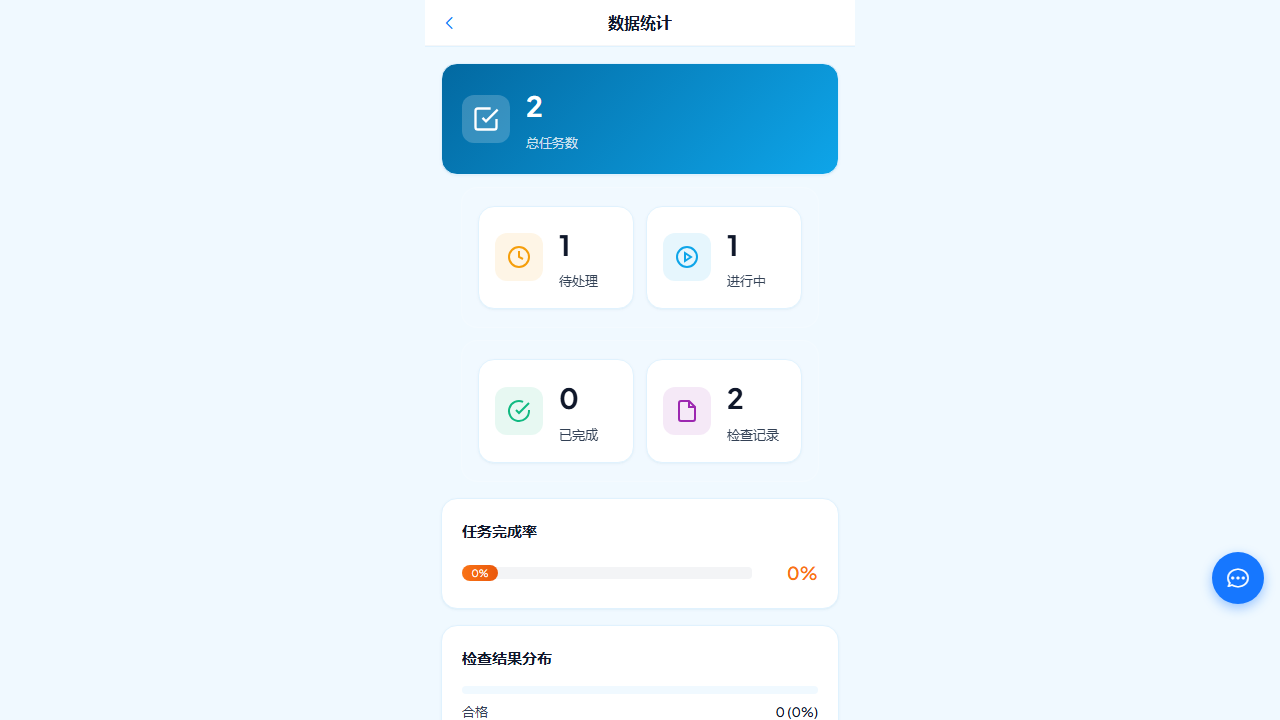 数据统计
2
总任务数
1
待处理
1
进行中
0
已完成
2
检查记录
任务完成率
0%
0%
检查结果分布
合格
0 (0%)